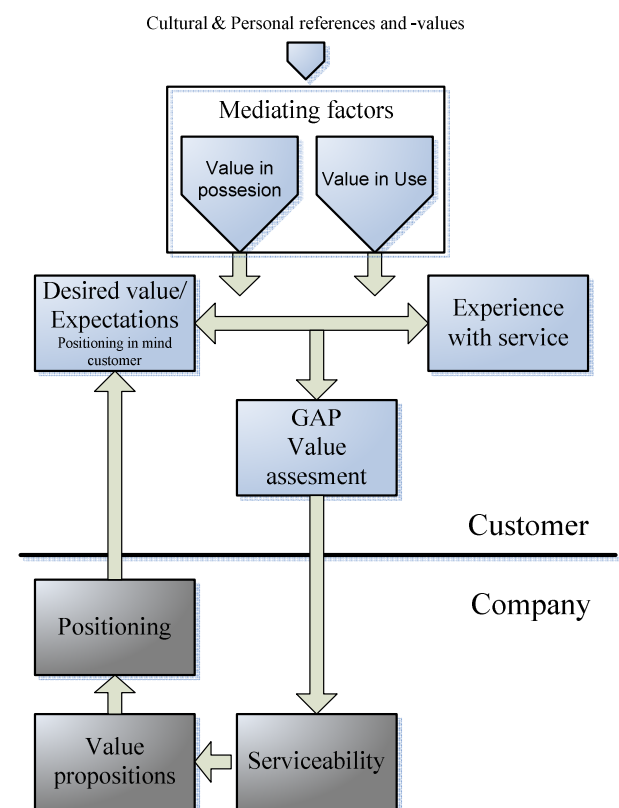 Cultural & Personal references and -values
Mediating factors
Value in
possesion
Value in Use
Desired value/
Expectations
Positioning in mind
customer
Experience
with service
GAP
Value
assesment
Customer
Company
Positioning
Value
propositions
Serviceability